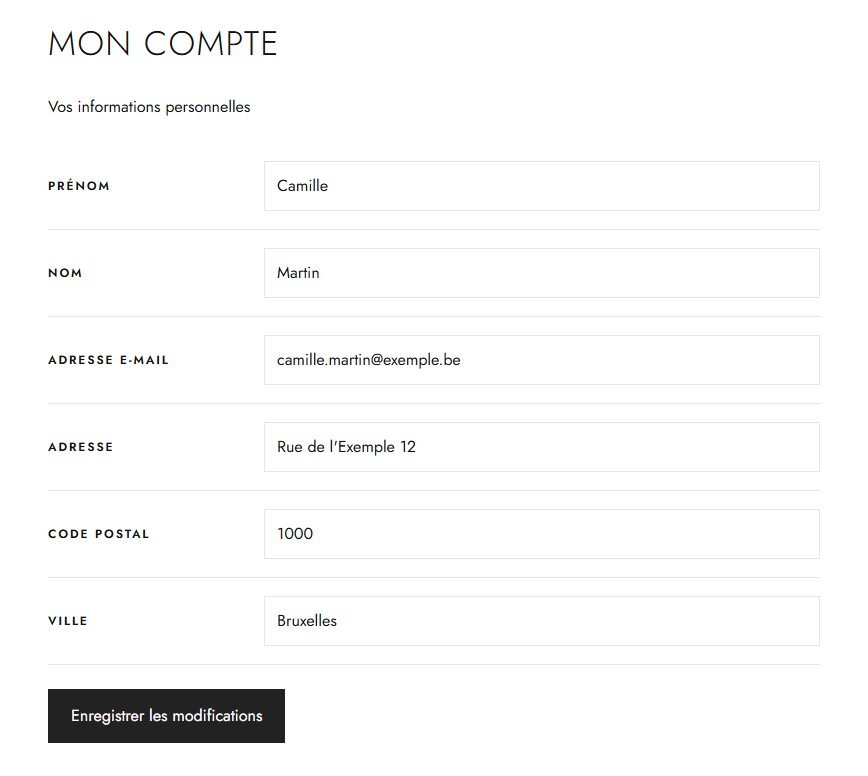 MON COMPTE
Vos informations personnelles
PRÉNOM
Camille
NOM
Martin
ADRESSE E-MAIL
camille.martin@exemple.be
ADRESSE
Rue de l'Exemple 12
CODE POSTAL
1000
VILLE
Bruxelles
Enregistrer les modifications